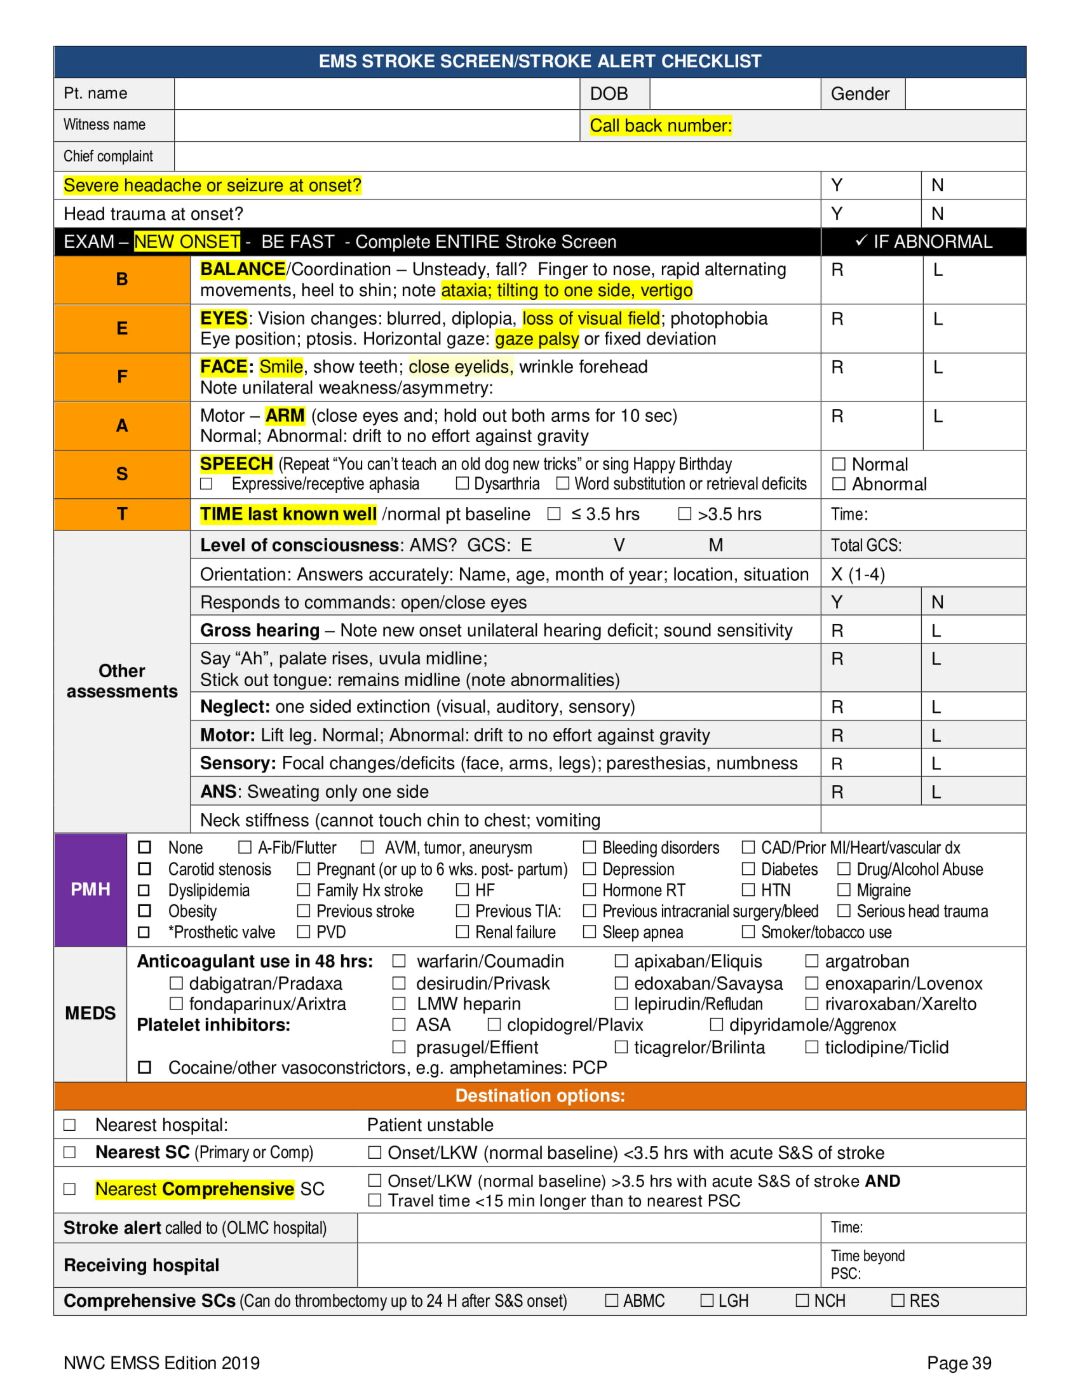 EMS STROKE SCREEN/STROKE ALERT CHECKLIST
Pt. name DOB Gender
Witness name Call back number:
Chief complaint
Severe headache or seizure at onset? Y N
Head trauma at onset? Y N
EXAM – NEW ONSET - BE FAST - Complete ENTIRE Stroke Screen ✓ IF ABNORMAL
B BALANCE/Coordination – Unsteady, fall? Finger to nose, rapid alternating R L
movements, heel to shin; note ataxia; tilting to one side, vertigo
E EYES: Vision changes: blurred, diplopia, loss of visual field; photophobia R L
Eye position; ptosis. Horizontal gaze: gaze palsy or fixed deviation
F FACE: Smile, show teeth; close eyelids, wrinkle forehead R L
Note unilateral weakness/asymmetry:
A Motor – ARM (close eyes and; hold out both arms for 10 sec) R L
Normal; Abnormal: drift to no effort against gravity
S SPEECH (Repeat “You can’t teach an old dog new tricks” or sing Happy Birthday ☐ Normal
☐ Expressive/receptive aphasia ☐ Dysarthria ☐ Word substitution or retrieval deficits ☐ Abnormal
T TIME last known well /normal pt baseline ☐ ≤ 3.5 hrs ☐ >3.5 hrs Time:
Other assessments
Level of consciousness: AMS? GCS: E V M Total GCS:
Orientation: Answers accurately: Name, age, month of year; location, situation X (1-4)
Responds to commands: open/close eyes Y N
Gross hearing – Note new onset unilateral hearing deficit; sound sensitivity R L
Say “Ah”, palate rises, uvula midline; R L
Stick out tongue: remains midline (note abnormalities)
Neglect: one sided extinction (visual, auditory, sensory) R L
Motor: Lift leg. Normal; Abnormal: drift to no effort against gravity R L
Sensory: Focal changes/deficits (face, arms, legs); paresthesias, numbness R L
ANS: Sweating only one side R L
Neck stiffness (cannot touch chin to chest; vomiting
PMH
☐ None ☐ A-Fib/Flutter ☐ AVM, tumor, aneurysm ☐ Bleeding disorders ☐ CAD/Prior MI/Heart/vascular dx
☐ Carotid stenosis ☐ Pregnant (or up to 6 wks. post- partum) ☐ Depression ☐ Diabetes ☐ Drug/Alcohol Abuse
☐ Dyslipidemia ☐ Family Hx stroke ☐ HF ☐ Hormone RT ☐ HTN ☐ Migraine
☐ Obesity ☐ Previous stroke ☐ Previous TIA: ☐ Previous intracranial surgery/bleed ☐ Serious head trauma
☐ *Prosthetic valve ☐ PVD ☐ Renal failure ☐ Sleep apnea ☐ Smoker/tobacco use
MEDS
Anticoagulant use in 48 hrs: ☐ warfarin/Coumadin ☐ apixaban/Eliquis ☐ argatroban
☐ dabigatran/Pradaxa ☐ desirudin/Privask ☐ edoxaban/Savaysa ☐ enoxaparin/Lovenox
☐ fondaparinux/Arixtra ☐ LMW heparin ☐ lepirudin/Refludan ☐ rivaroxaban/Xarelto
Platelet inhibitors: ☐ ASA ☐ clopidogrel/Plavix ☐ dipyridamole/Aggrenox
☐ prasugel/Effient ☐ ticagrelor/Brilinta ☐ ticlodipine/Ticlid
☐ Cocaine/other vasoconstrictors, e.g. amphetamines: PCP
Destination options:
☐ Nearest hospital: Patient unstable
☐ Nearest SC (Primary or Comp) ☐ Onset/LKW (normal baseline) <3.5 hrs with acute S&S of stroke
☐ Nearest Comprehensive SC ☐ Onset/LKW (normal baseline) >3.5 hrs with acute S&S of stroke AND
☐ Travel time <15 min longer than to nearest PSC
Stroke alert called to (OLMC hospital) Time:
Receiving hospital Time beyond PSC:
Comprehensive SCs (Can do thrombectomy up to 24 H after S&S onset) ☐ ABMC ☐ LGH ☐ NCH ☐ RES
NWC EMSS Edition 2019 Page 39